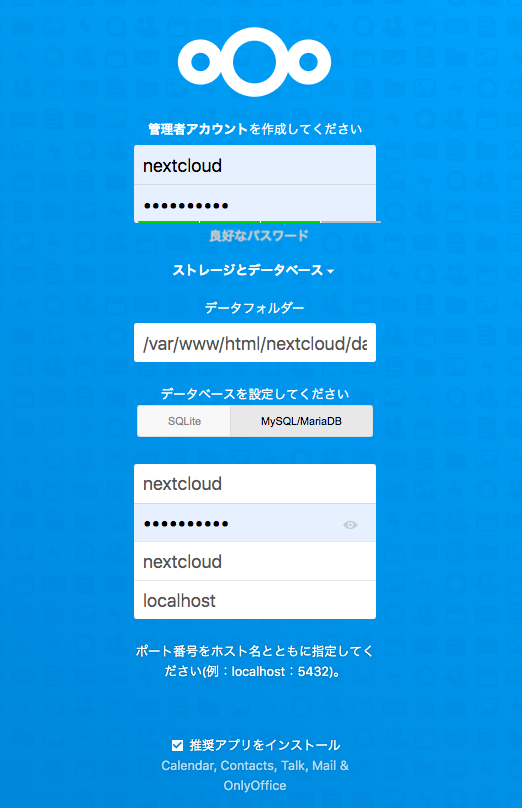 管理者アカウントを作成してください
nextcloud
••••••••••
良好なパスワード
ストレージとデータベース
データフォルダー
/var/www/html/nextcloud/da
データベースを設定してください
SQLite MySQL/MariaDB
nextcloud
••••••••••
nextcloud
localhost
ポート番号をホスト名とともに指定してく
ださい(例：localhost：5432)。
推奨アプリをインストール
Calendar, Contacts, Talk, Mail &
OnlyOffice